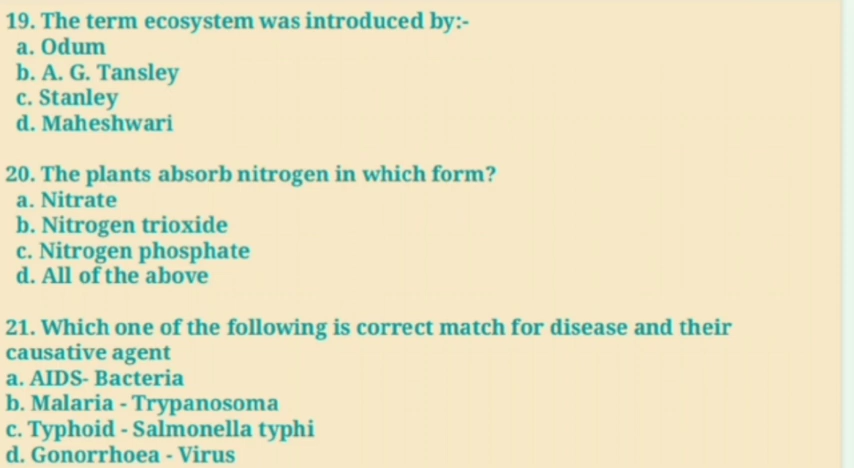 19. The term ecosystem was introduced by:-
a. Odum
b. A. G. Tansley
c. Stanley
d. Maheshwari
20. The plants absorb nitrogen in which form?
a. Nitrate
b. Nitrogen trioxide
c. Nitrogen phosphate
d. All of the above
21. Which one of the following is correct match for disease and their
causative agent
a. AIDS- Bacteria
b. Malaria - Trypanosoma
c. Typhoid - Salmonella typhi
d. Gonorrhoea - Virus